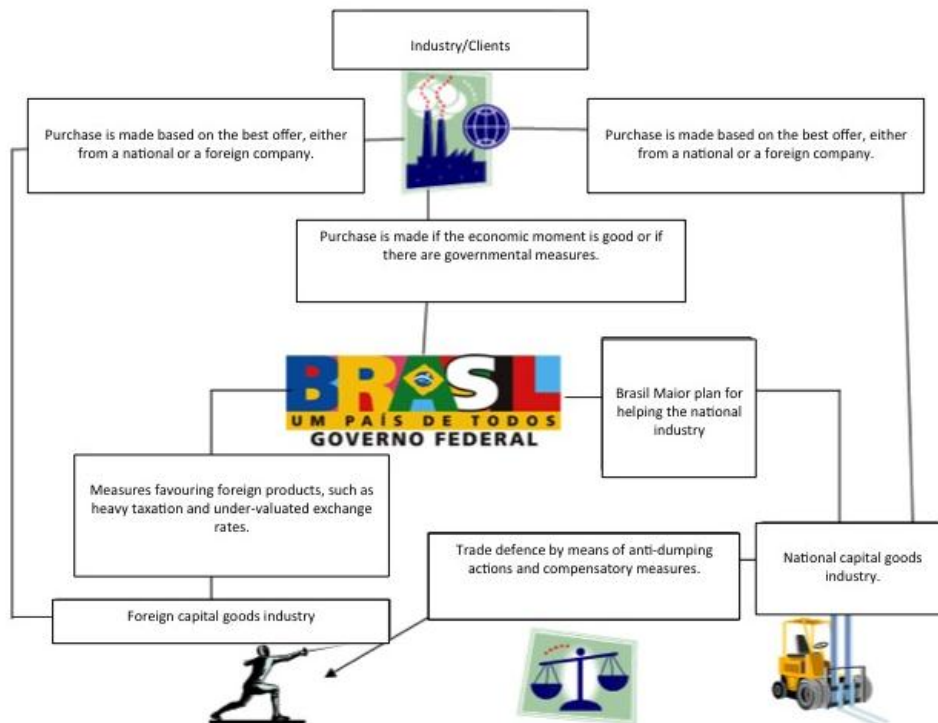 Industry/Clients
Purchase is made based on the best offer, either
from a national or a foreign company.
Purchase is made based on the best offer, either
from a national or a foreign company.
Purchase is made if the economic moment is good or if
there are governmental measures.
BRASIL
UM PAÍS DE TODOS
GOVERNO FEDERAL
Brasil Maior plan for
helping the national
industry
Measures favouring foreign products, such as
heavy taxation and under-valuated exchange
rates.
Trade defence by means of anti-dumping
actions and compensatory measures.
National capital goods
industry.
Foreign capital goods industry